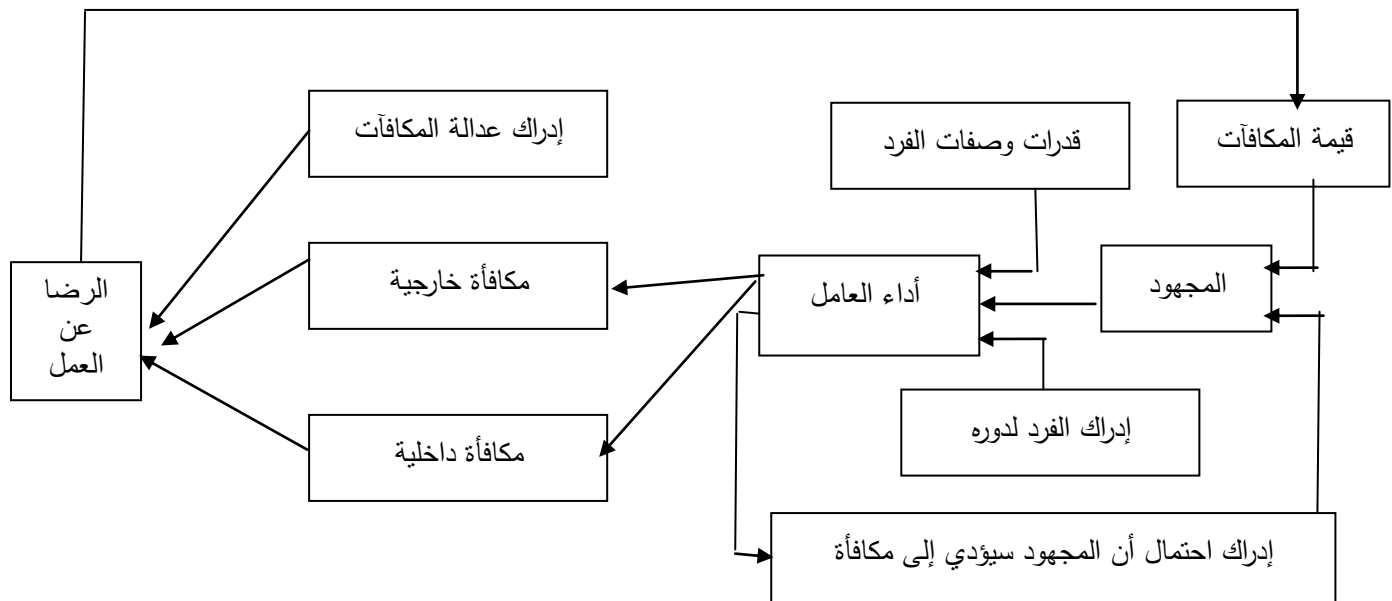 قيمة المكافآت
قدرات وصفات الفرد
إدراك عدالة المكافآت
المجهود
أداء العامل
مكافأة خارجية
الرضا
عن
العمل
إدراك الفرد لدوره
مكافأة داخلية
إدراك احتمال أن المجهود سيؤدي إلى مكافأة